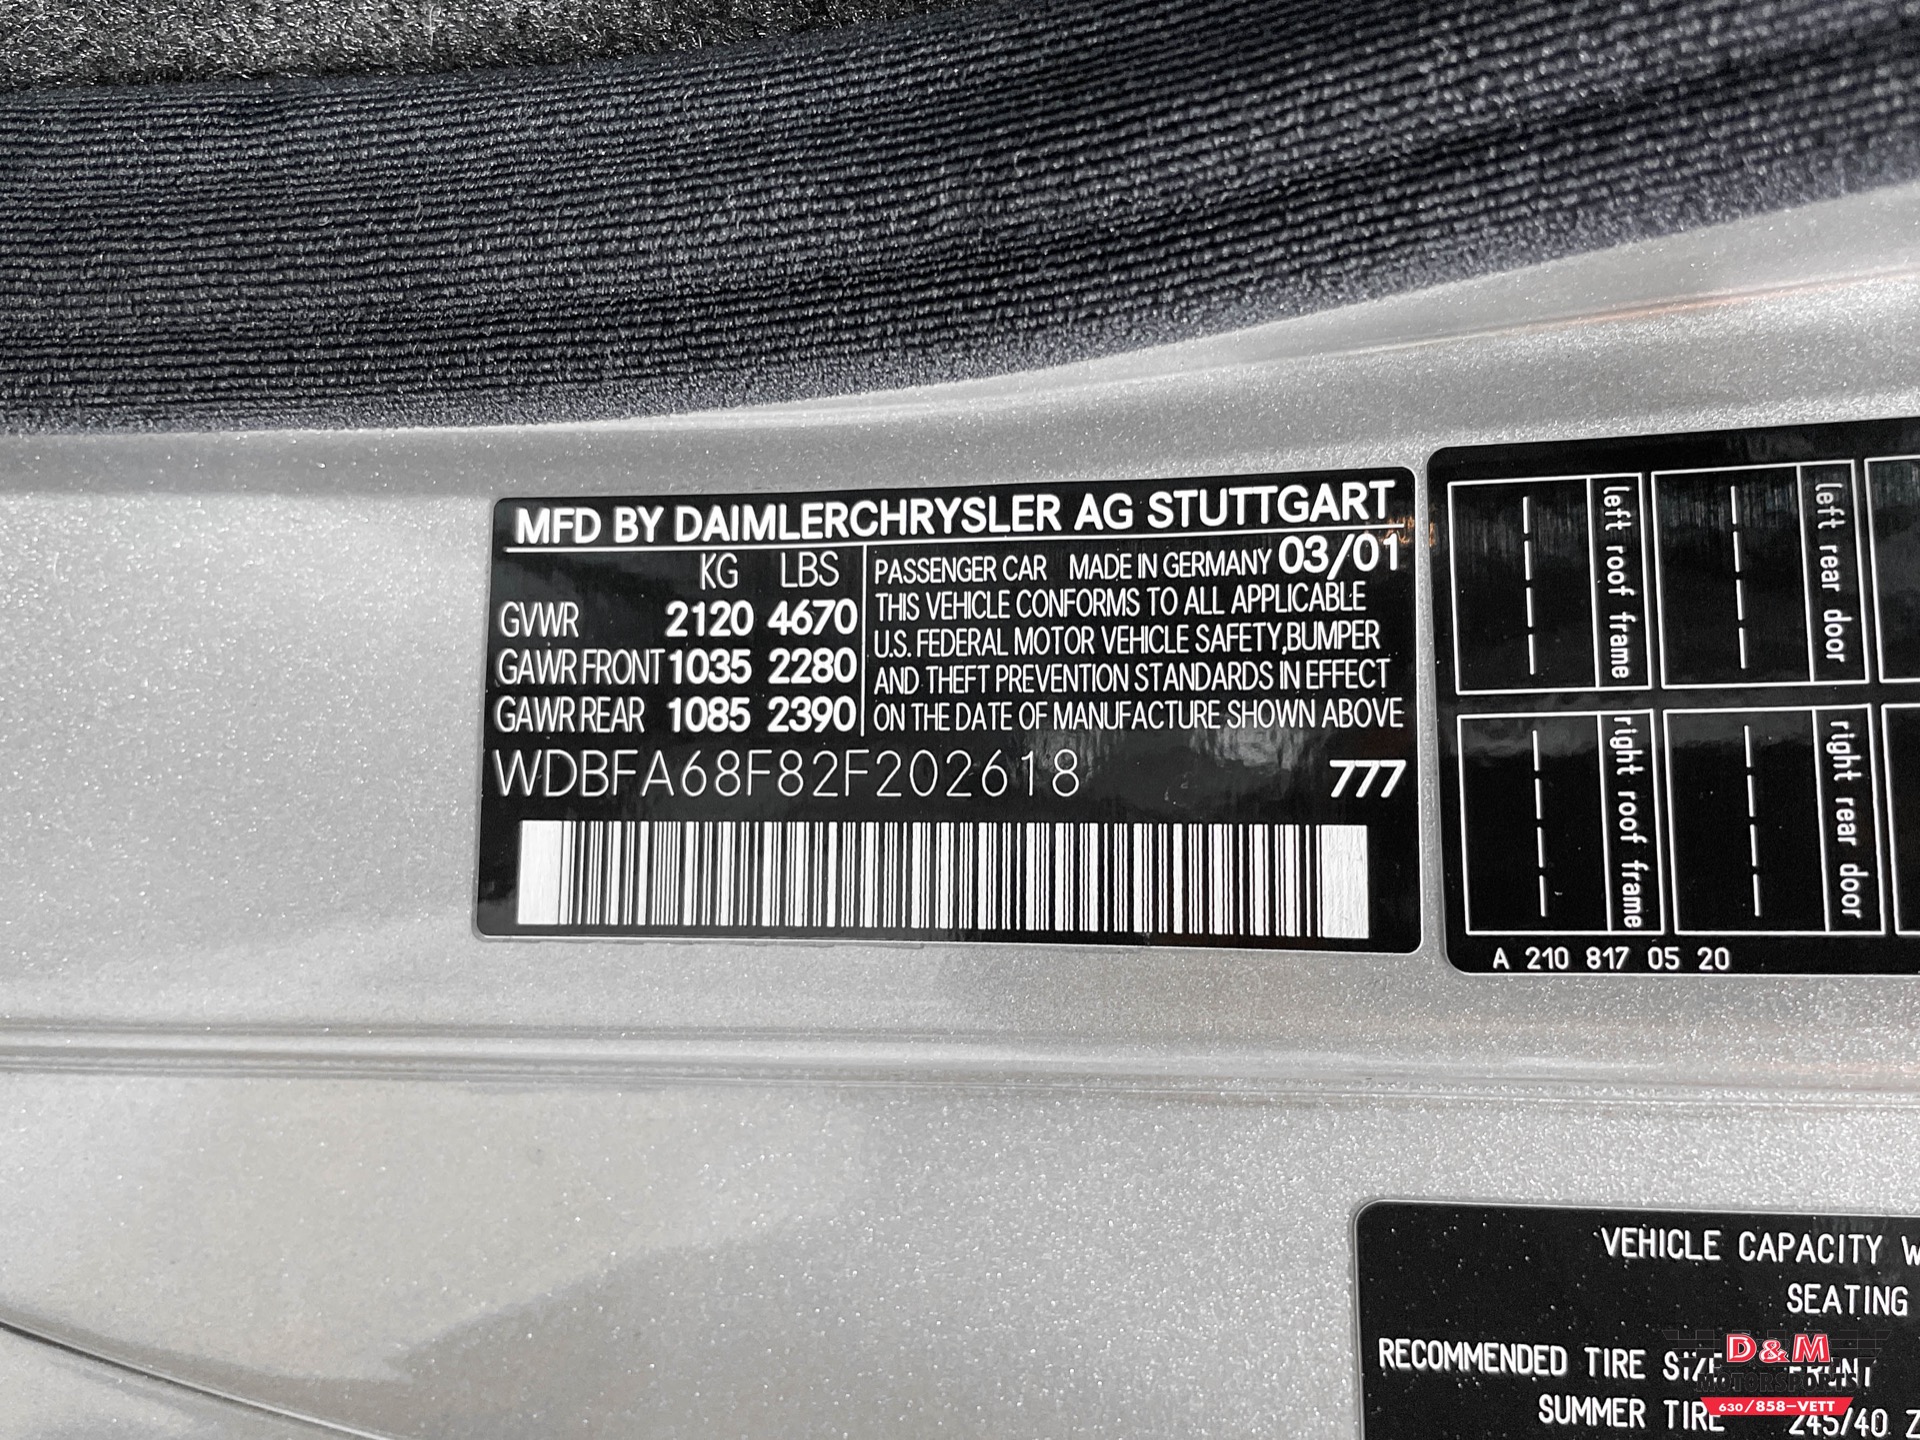 MFD BY DAIMLERCHRYSLER AG STUTTGART
KG LBS
GVWR 2120 4670
GAWR FRONT 1035 2280
GAWR REAR 1085 2390
PASSENGER CAR MADE IN GERMANY 03/01
THIS VEHICLE CONFORMS TO ALL APPLICABLE
U.S. FEDERAL MOTOR VEHICLE SAFETY,BUMPER
AND THEFT PREVENTION STANDARDS IN EFFECT
ON THE DATE OF MANUFACTURE SHOWN ABOVE
WDBFA68F82F202618 777
left roof frame
left rear door
right roof frame
right rear door
A 210 817 05 20
VEHICLE CAPACITY
SEATING
RECOMMENDED TIRE SIZE FRONT
SUMMER TIRE 245/40 Z
D&M
MOTORSPORTS
630/858-VETT